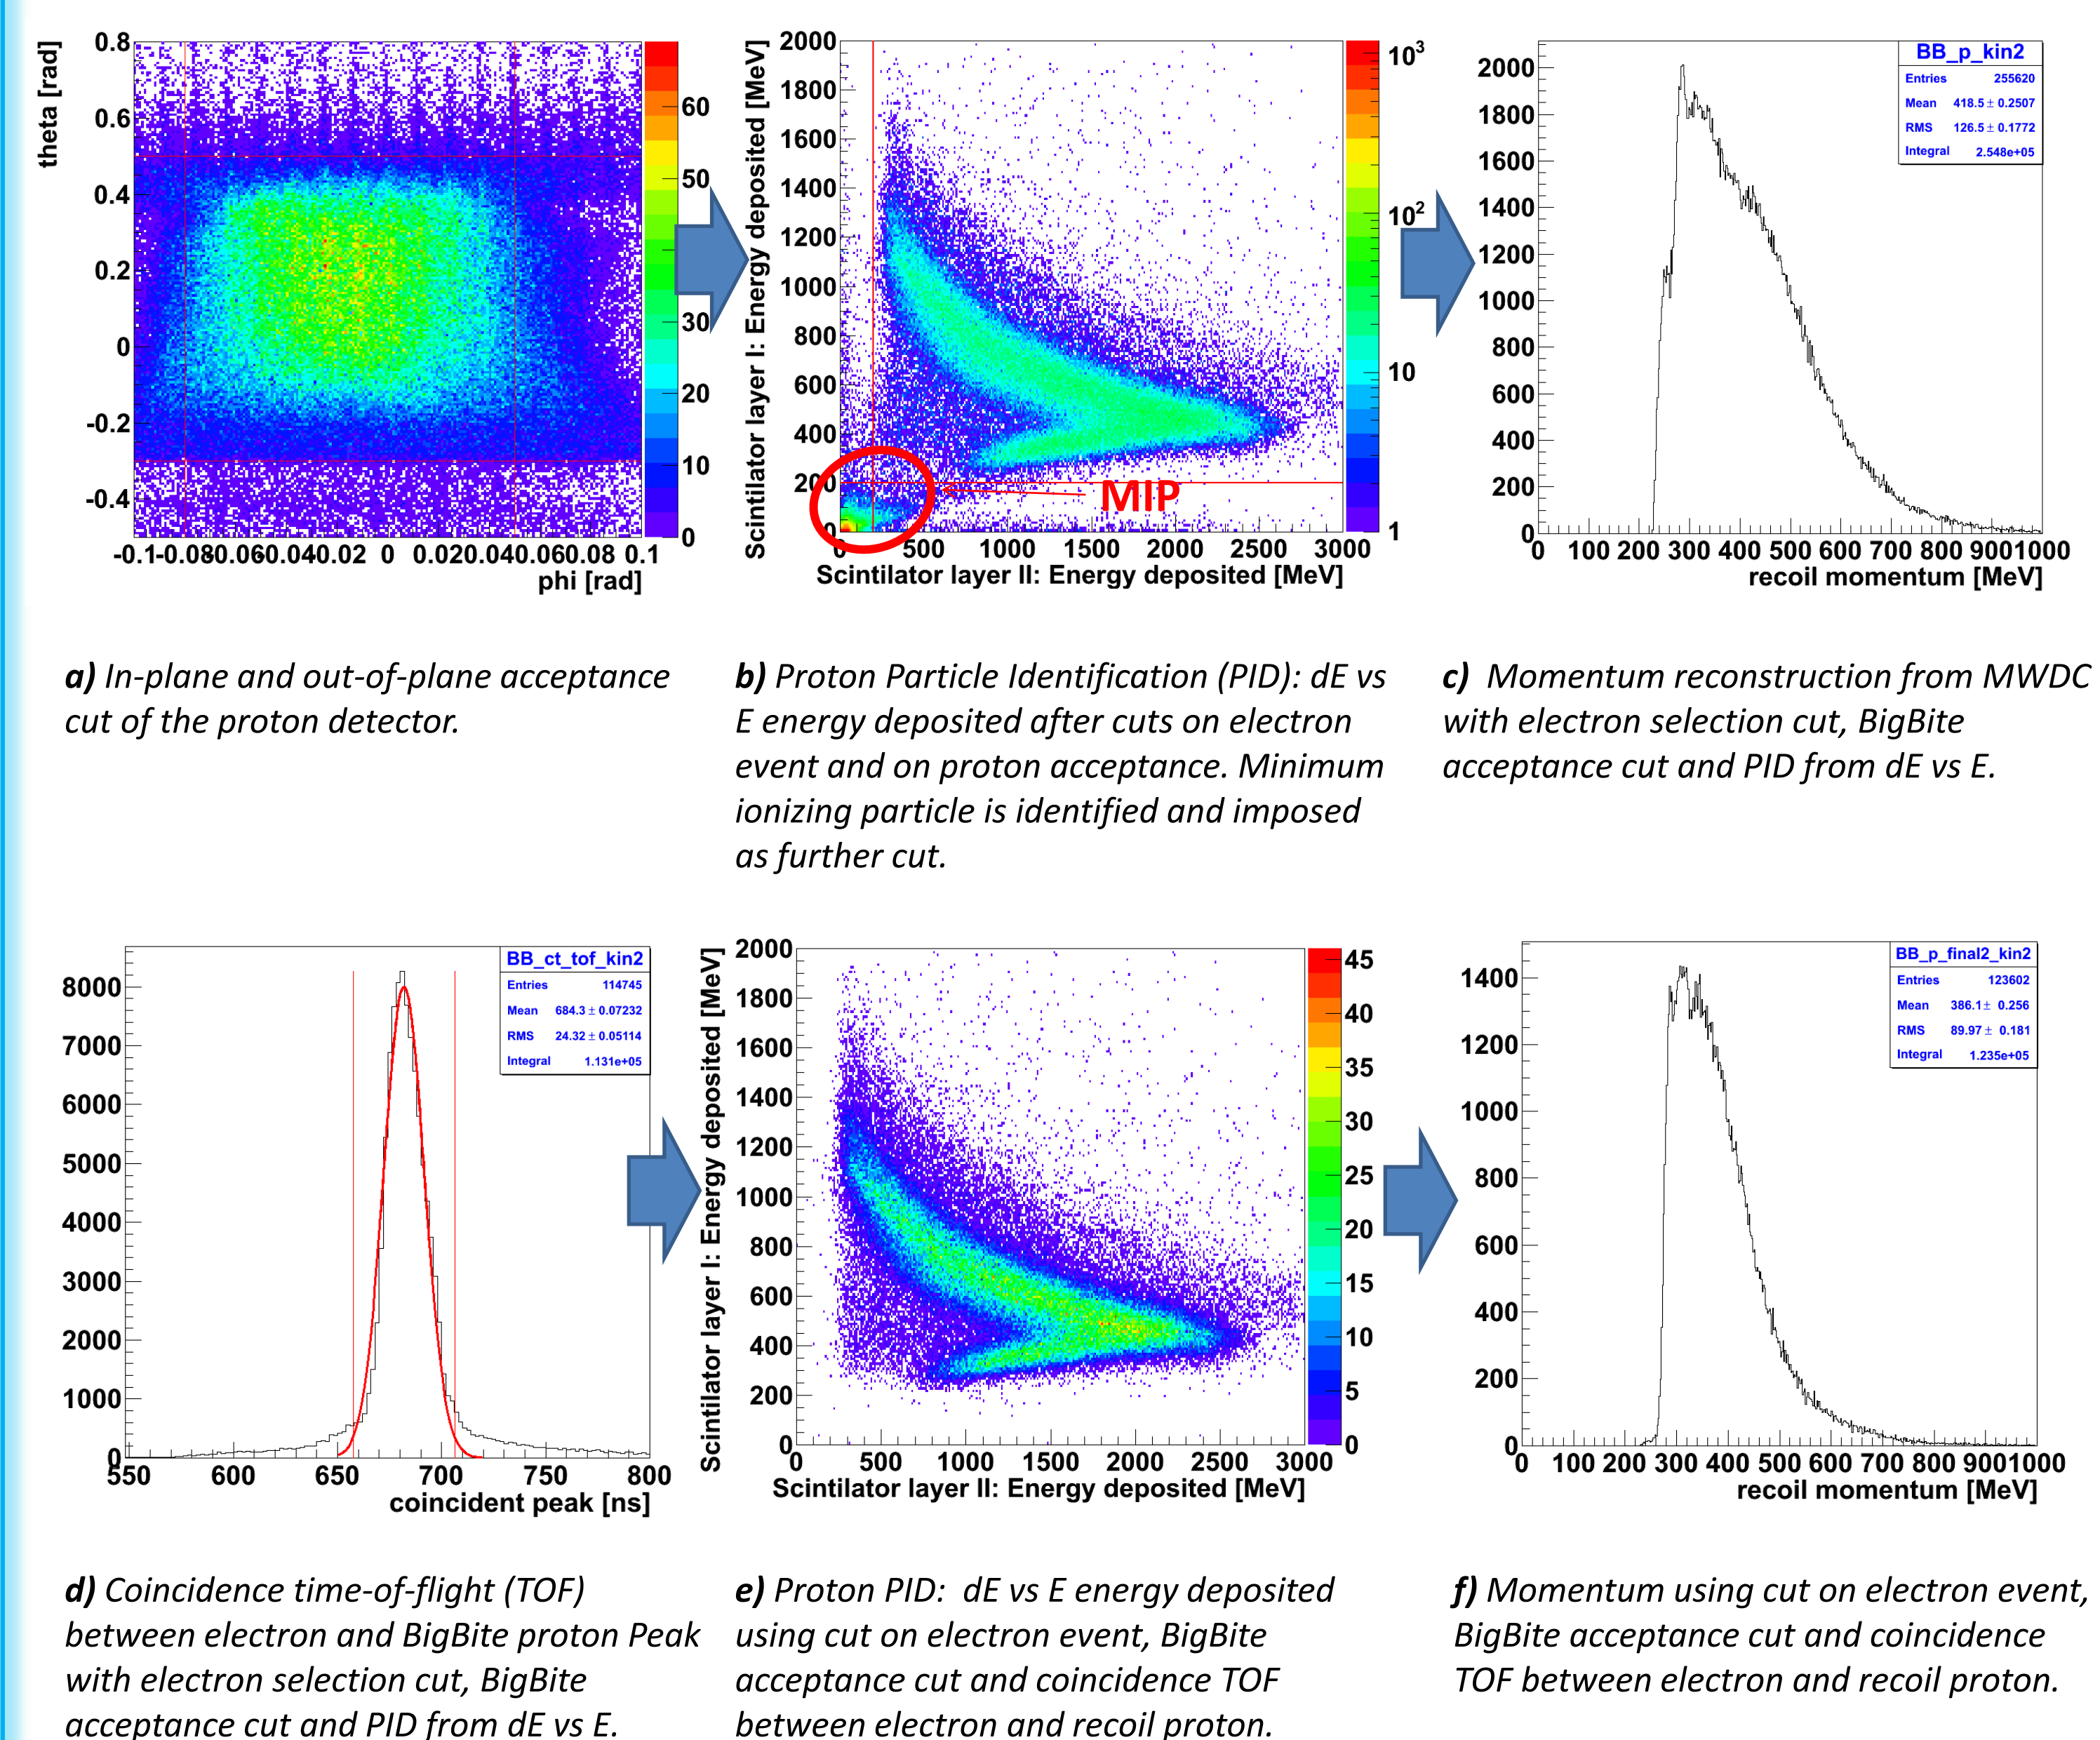 theta [rad]
0.8
0.6
0.4
0.2
0
-0.2
-0.4
-0.1-0.080.060.040.02 0 0.020.040.060.08 0.1
phi [rad]
60
50
30
20
10
0
Scintilator layer I: Energy deposited [MeV]
2000
1800
1600
1400
1200
1000
800
600
400
200
0
0 500 1000 1500 2000 2500 3000
Scintilator layer II: Energy deposited [MeV]
MIP
10³
10²
10
1
BB_p_kin2
Entries 255620
Mean 418.5 ± 0.2507
RMS 126.5 ± 0.1772
Integral 2.548e+05
2000
1800
1600
1400
1200
1000
800
600
400
200
0
0 100 200 300 400 500 600 700 800 9001000
recoil momentum [MeV]
a) In-plane and out-of-plane acceptance
cut of the proton detector.
b) Proton Particle Identification (PID): dE vs
E energy deposited after cuts on electron
event and on proton acceptance. Minimum
ionizing particle is identified and imposed
as further cut.
c) Momentum reconstruction from MWDC
with electron selection cut, BigBite
acceptance cut and PID from dE vs E.
BB_ct_tof_kin2
Entries 114745
Mean 684.3 ± 0.07232
RMS 24.32 ± 0.05114
Integral 1.131e+05
8000
7000
6000
5000
4000
3000
2000
1000
0
550 600 650 700 750 800
coincident peak [ns]
Scintilator layer I: Energy deposited [MeV]
2000
1800
1600
1400
1200
1000
800
600
400
200
0
0 500 1000 1500 2000 2500 3000
Scintilator layer II: Energy deposited [MeV]
45
40
35
30
25
20
15
10
5
0
BB_p_final2_kin2
Entries 123602
Mean 386.1 ± 0.256
RMS 89.97 ± 0.181
Integral 1.235e+05
1400
1200
1000
800
600
400
200
0
0 100 200 300 400 500 600 700 800 9001000
recoil momentum [MeV]
d) Coincidence time-of-flight (TOF)
between electron and BigBite proton Peak
with electron selection cut, BigBite
acceptance cut and PID from dE vs E.
e) Proton PID: dE vs E energy deposited
using cut on electron event, BigBite
acceptance cut and coincidence TOF
between electron and recoil proton.
f) Momentum using cut on electron event,
BigBite acceptance cut and coincidence
TOF between electron and recoil proton.